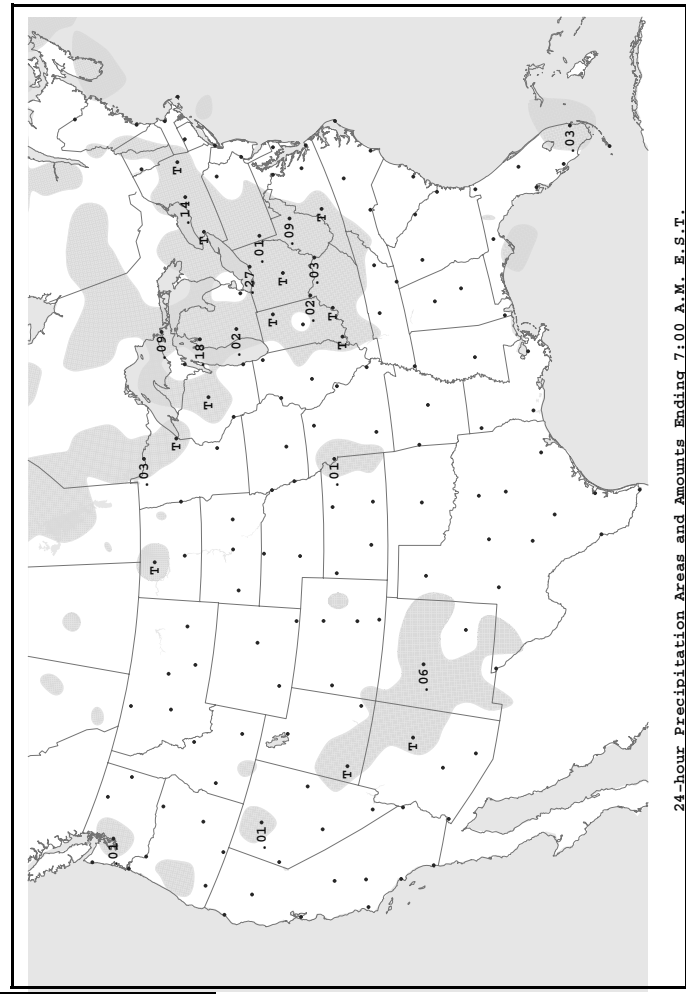 .01
T
.03
.09
T
T
.14
.18
T
T
.02
.27
.01
.01
T
T
.09
.02
.03
T
T
.01
T
T
T
.06
.03
24-hour Precipitation Areas and Amounts Ending 7:00 A.M. E.S.T.